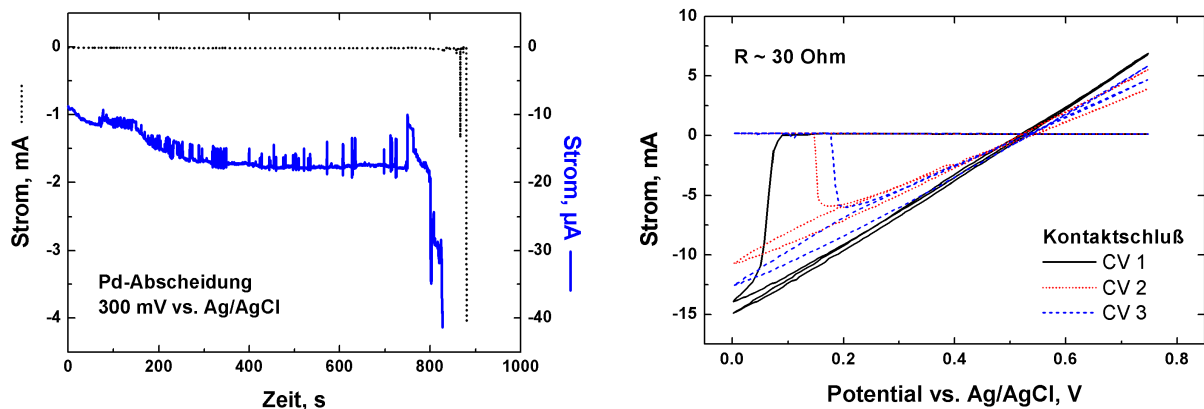 0
-1
-2
-3
-4
0
-10
-20
-30
-40
0
200
400
600
800
1000
Strom, mA
Strom, µA
Zeit, s
Pd-Abscheidung
300 mV vs. Ag/AgCl
10
5
0
-5
-10
-15
0.0
0.2
0.4
0.6
0.8
Strom, mA
Potential vs. Ag/AgCl, V
R ~ 30 Ohm
Kontaktschluß
CV 1
CV 2
CV 3